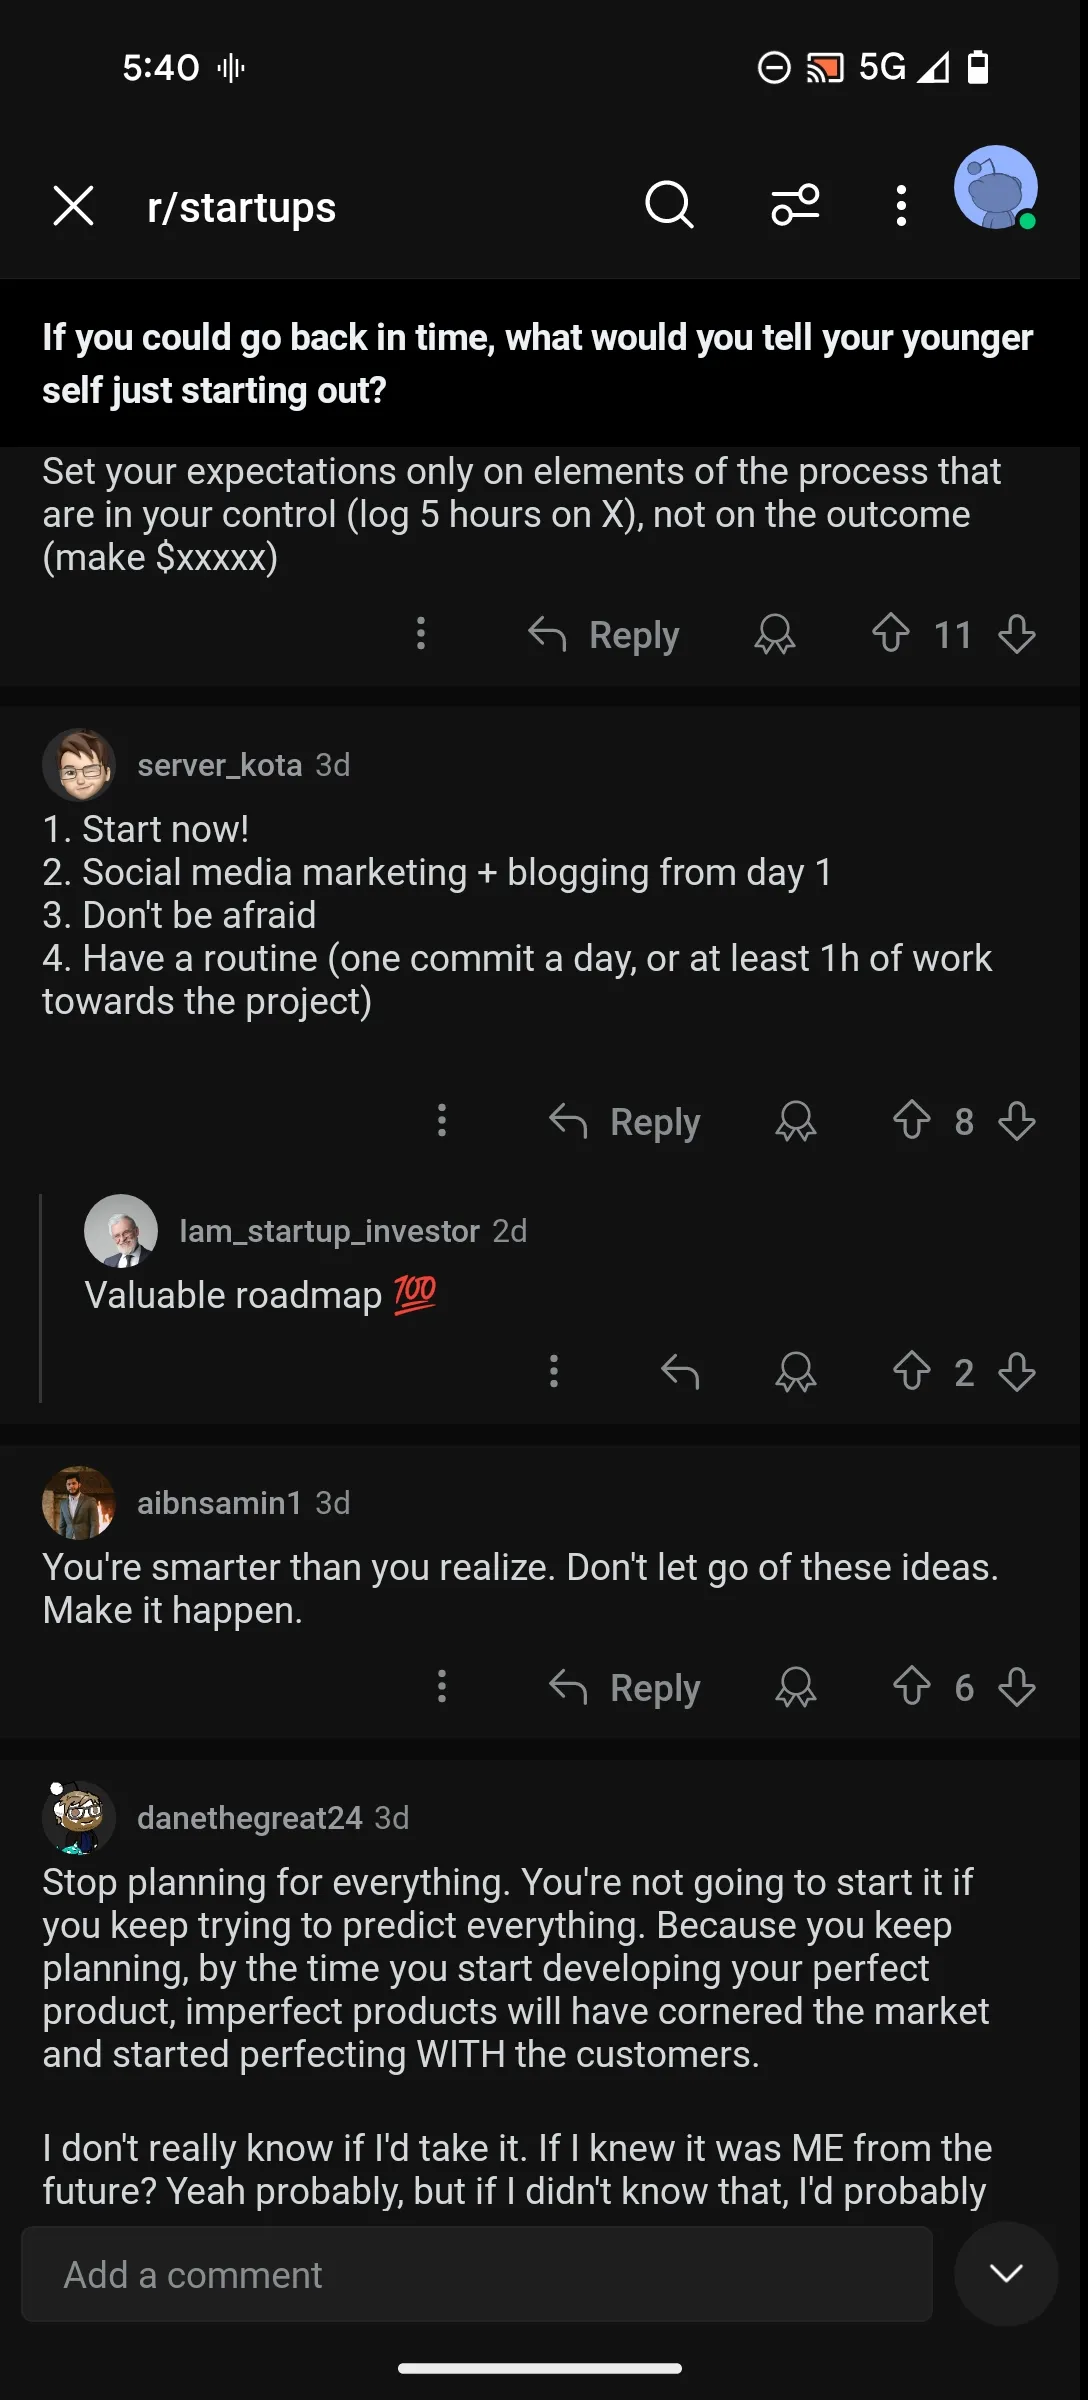 5:40
5G
r/startups
If you could go back in time, what would you tell your younger
self just starting out?
Set your expectations only on elements of the process that
are in your control (log 5 hours on X), not on the outcome
(make $xxxxx)
Reply
11
server_kota 3d
1. Start now!
2. Social media marketing + blogging from day 1
3. Don't be afraid
4. Have a routine (one commit a day, or at least 1h of work
towards the project)
Reply
8
Iam_startup_investor 2d
Valuable roadmap 💯
2
aibnsamin1 3d
You're smarter than you realize. Don't let go of these ideas.
Make it happen.
Reply
6
danethegreat24 3d
Stop planning for everything. You're not going to start it if
you keep trying to predict everything. Because you keep
planning, by the time you start developing your perfect
product, imperfect products will have cornered the market
and started perfecting WITH the customers.
I don't really know if I'd take it. If I knew it was ME from the
future? Yeah probably, but if I didn't know that, I'd probably
Add a comment